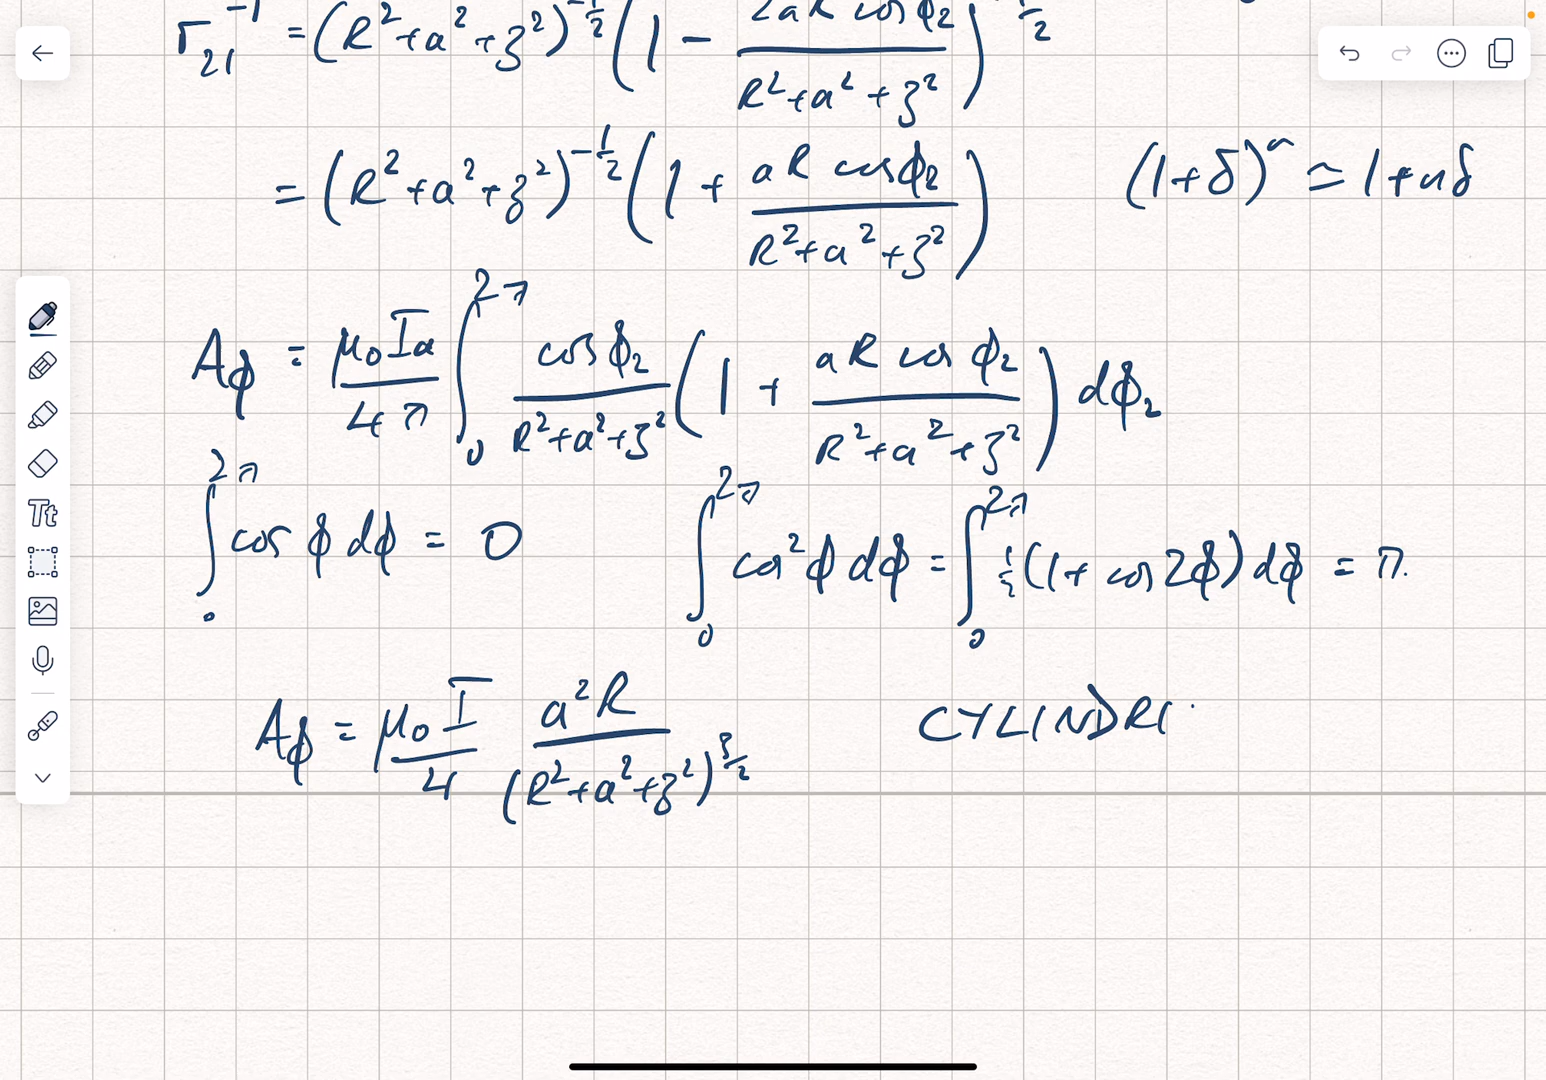 r₂₁⁻¹ = (R²+a²+z²)^(-1/2) (1 - 2aR cos ϕ₂ / (R²+a²+z²))^(-1/2)
= (R²+a²+z²)^(-1/2) (1 + aR cos ϕ₂ / (R²+a²+z²)) (1+δ)ⁿ ≃ 1+nδ
A_ϕ = μ₀Ia/4π ∫₀^2π cos ϕ₂ / (R²+a²+z²) (1 + aR cos ϕ₂ / (R²+a²+z²)) dϕ₂
∫₀^2π cos ϕ dϕ = 0 ∫₀^2π cos²ϕ dϕ = ∫₀^2π ½(1 + cos 2ϕ) dϕ = π.
A_ϕ = μ₀I/4 a²R / (R²+a²+z²)^(3/2) CYLINDRI
Tt